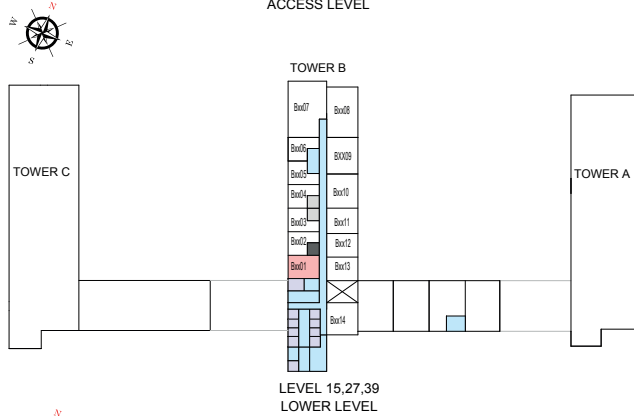 ACCESS LEVEL
N
W
E
S
TOWER B
Bxx07
Bxx08
Bxx06
BXX09
Bxx05
TOWER C
TOWER A
Bxx04
Bxx10
Bxx03
Bxx11
Bxx02
Bxx12
Bxx01
Bxx13
Bxx14
LEVEL 15,27,39
LOWER LEVEL
N